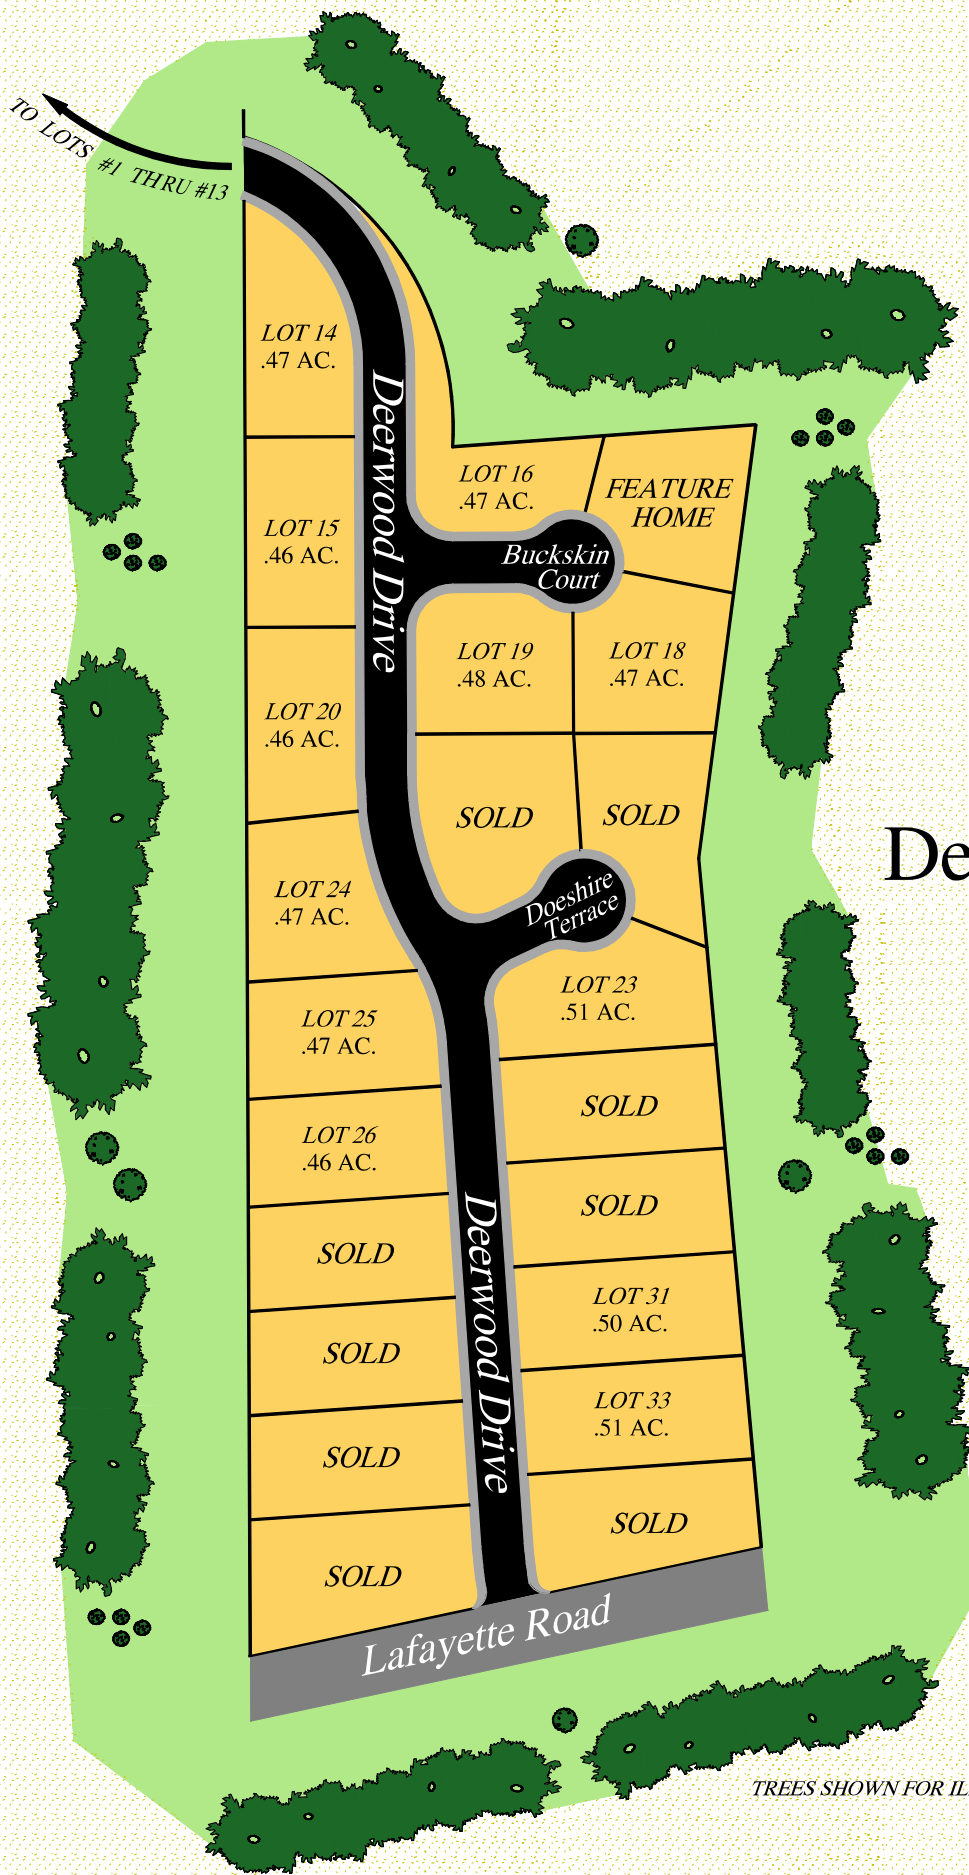 TO LOTS #1 THRU #13
LOT 14
.47 AC.
Deerwood Drive
LOT 16
.47 AC.
FEATURE
HOME
LOT 15
.46 AC.
Buckskin
Court
LOT 19
.48 AC.
LOT 18
.47 AC.
LOT 20
.46 AC.
SOLD
SOLD
De
LOT 24
.47 AC.
Doeshire
Terrace
LOT 23
.51 AC.
LOT 25
.47 AC.
SOLD
LOT 26
.46 AC.
SOLD
Deerwood Drive
SOLD
LOT 31
.50 AC.
SOLD
LOT 33
.51 AC.
SOLD
SOLD
SOLD
Lafayette Road
TREES SHOWN FOR IL